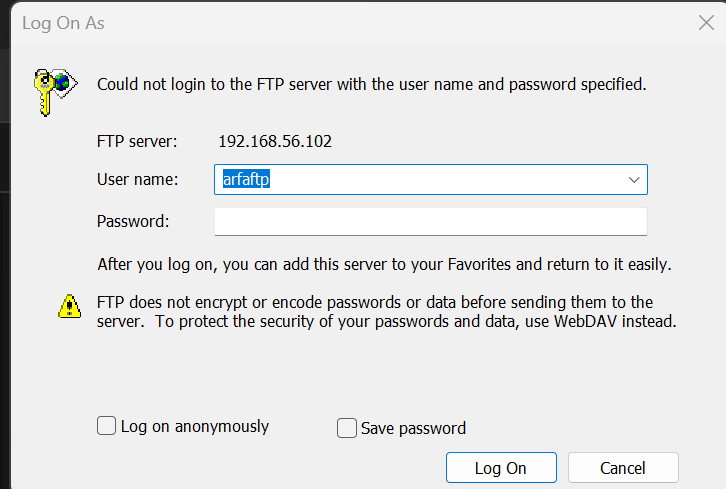 Log On As
Could not login to the FTP server with the user name and password specified.
FTP server: 192.168.56.102
User name: arfaftp
Password:
After you log on, you can add this server to your Favorites and return to it easily.
FTP does not encrypt or encode passwords or data before sending them to the
server. To protect the security of your passwords and data, use WebDAV instead.
Log on anonymously Save password
Log On Cancel